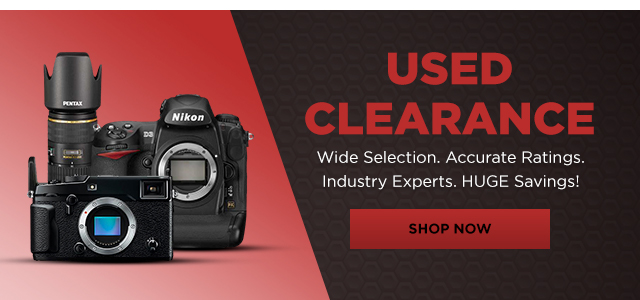 PENTAX
Nikon
D3
USED
CLEARANCE
Wide Selection. Accurate Ratings.
Industry Experts. HUGE Savings!
SHOP NOW